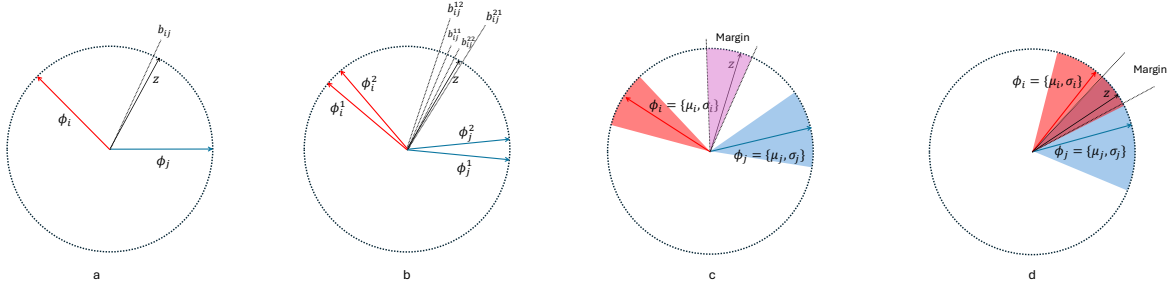 b_{ij}
z
ϕ_i
ϕ_j
a
b_{ij}^{12}
b_{ij}^{21}
b_{ij}^{11}
b_{ij}^{22}
z
ϕ_i^2
ϕ_i^1
ϕ_j^2
ϕ_j^1
b
Margin
z
ϕ_i = {μ_i, σ_i}
ϕ_j = {μ_j, σ_j}
c
Margin
ϕ_i = {μ_i, σ_i}
z
ϕ_j = {μ_j, σ_j}
d